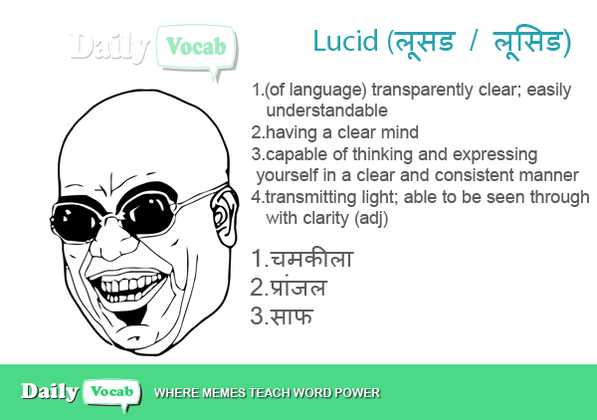 Daily Vocab
Lucid (लूसड / लूसिड)
1.(of language) transparently clear; easily
understandable
2.having a clear mind
3.capable of thinking and expressing
yourself in a clear and consistent manner
4.transmitting light; able to be seen through
with clarity (adj)
1.चमकीला
2.प्रांजल
3.साफ
Daily Vocab WHERE MEMES TEACH WORD POWER